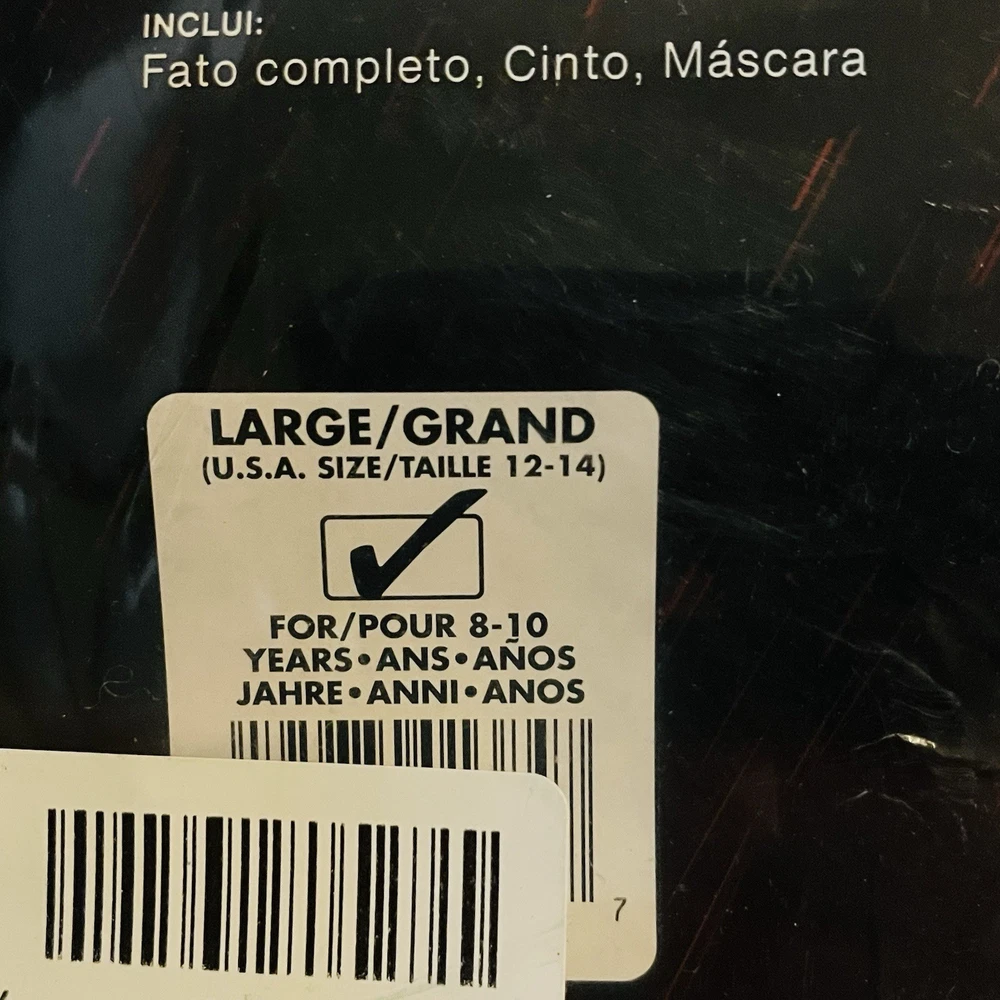 INCLUI:
Fato completo, Cinto, Máscara
LARGE/GRAND
(U.S.A. SIZE/TAILLE 12-14)
FOR/POUR 8-10
YEARS•ANS•AÑOS
JAHRE•ANNI•ANOS
7